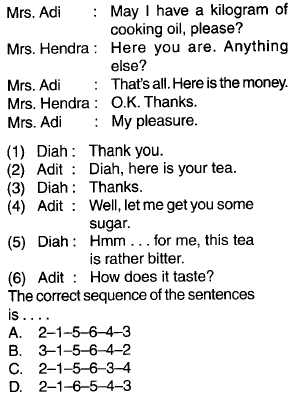 Mrs. Adi : May I have a kilogram of
cooking oil, please?
Mrs. Hendra : Here you are. Anything
else?
Mrs. Adi : That's all. Here is the money.
Mrs. Hendra : O.K. Thanks.
Mrs. Adi : My pleasure.
(1) Diah : Thank you.
(2) Adit : Diah, here is your tea.
(3) Diah : Thanks.
(4) Adit : Well, let me get you some
sugar.
(5) Diah : Hmm . . . for me, this tea
is rather bitter.
(6) Adit : How does it taste?
The correct sequence of the sentences
is . . . .
A. 2–1–5–6–4–3
B. 3–1–5–6–4–2
C. 2–1–5–6–3–4
D. 2–1–6–5–4–3